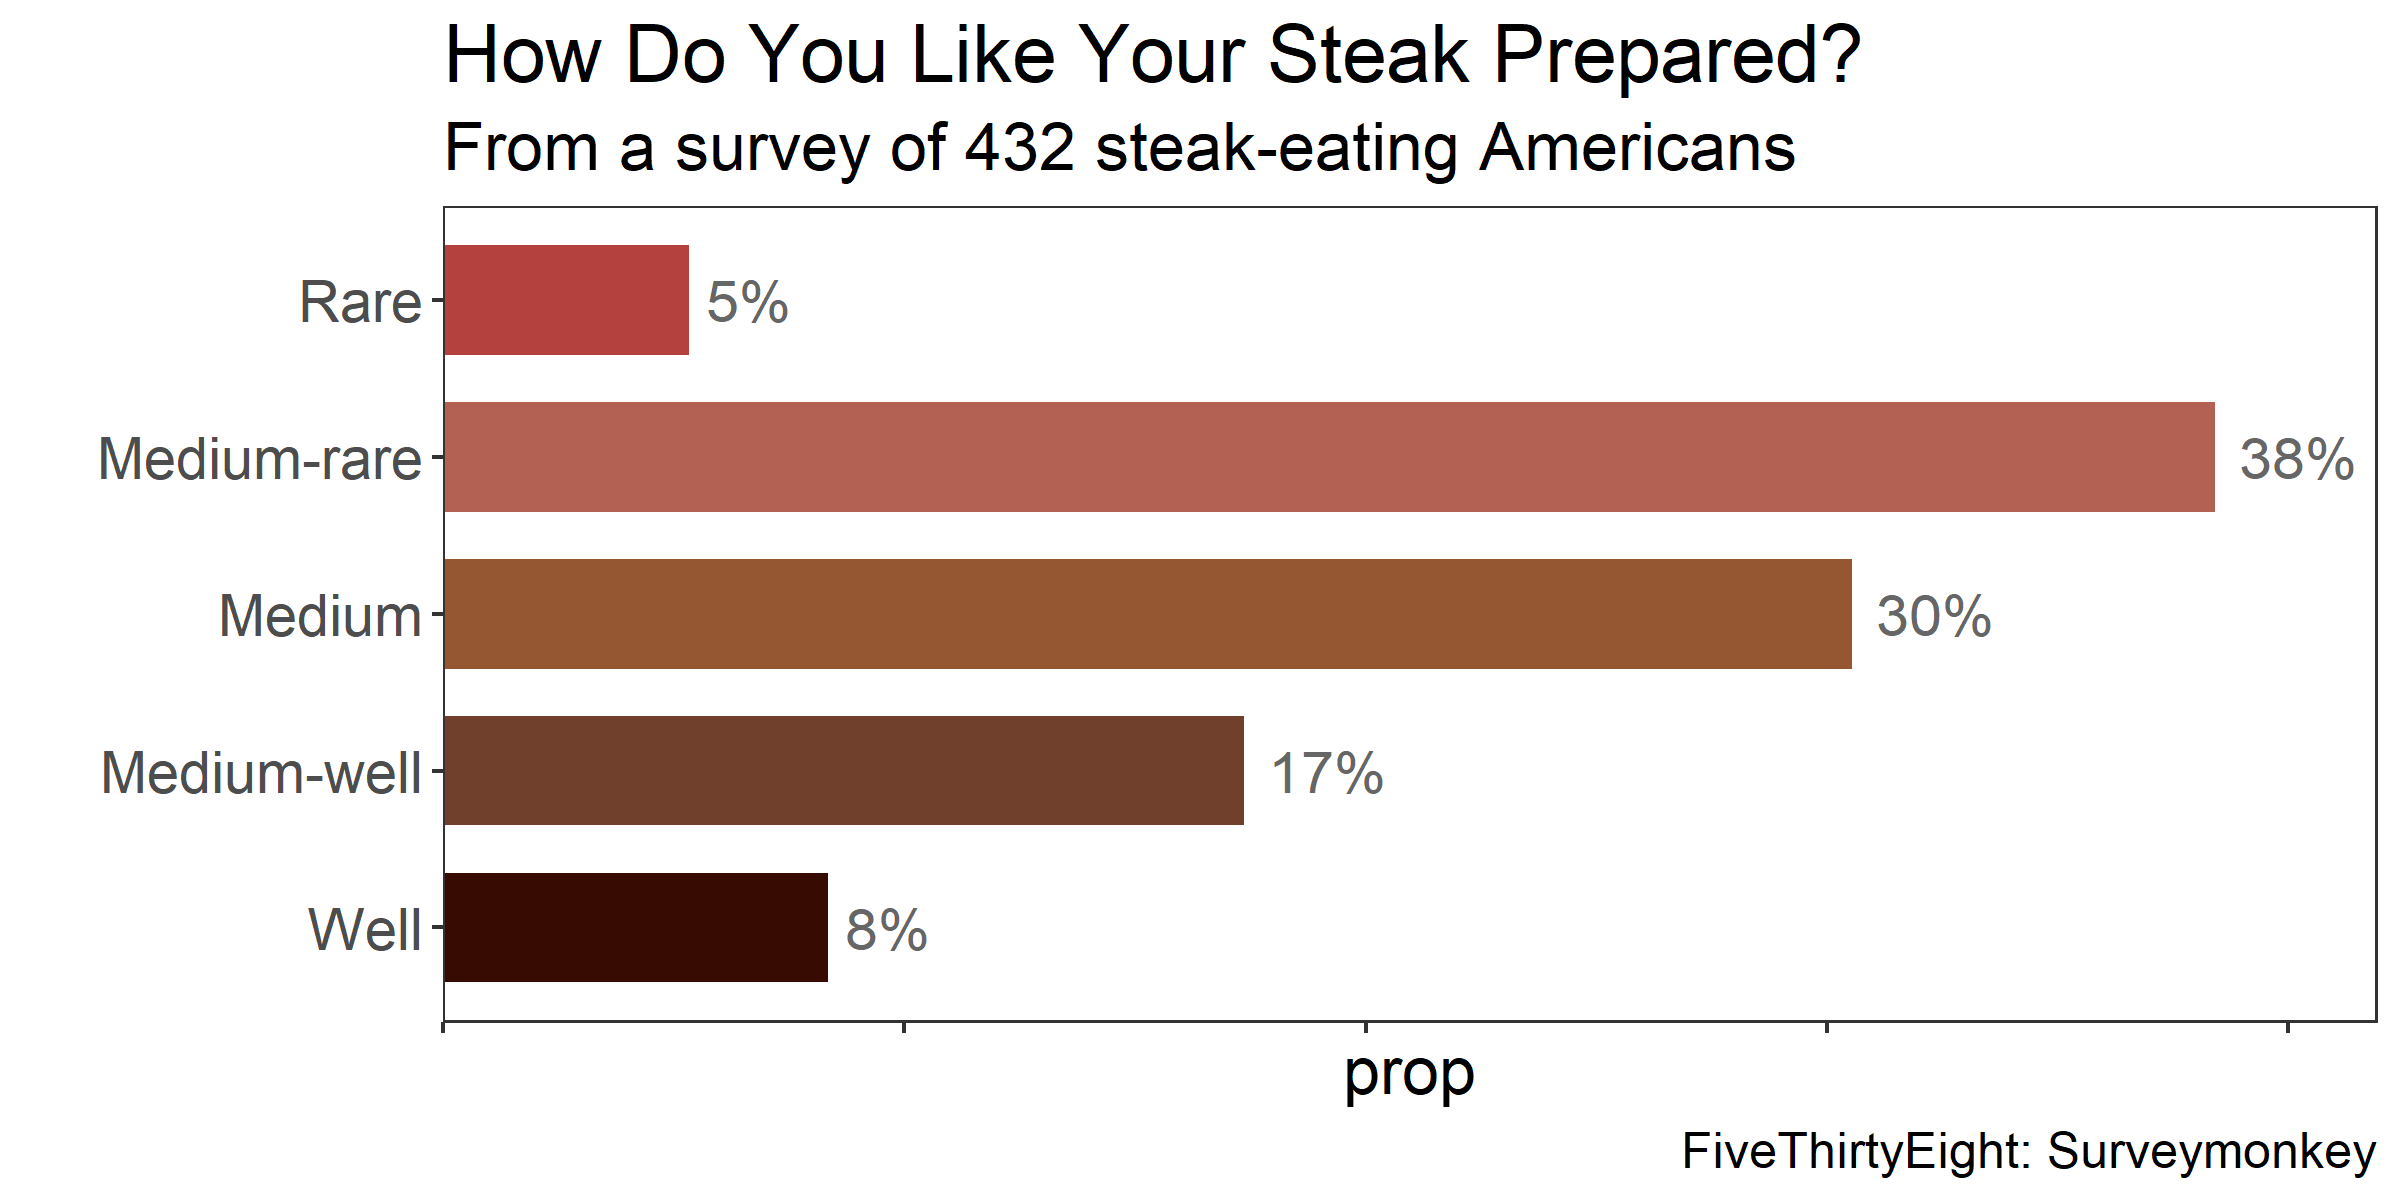 How Do You Like Your Steak Prepared?
From a survey of 432 steak-eating Americans
Rare 5%
Medium-rare 38%
Medium 30%
Medium-well 17%
Well 8%
prop
FiveThirtyEight: Surveymonkey